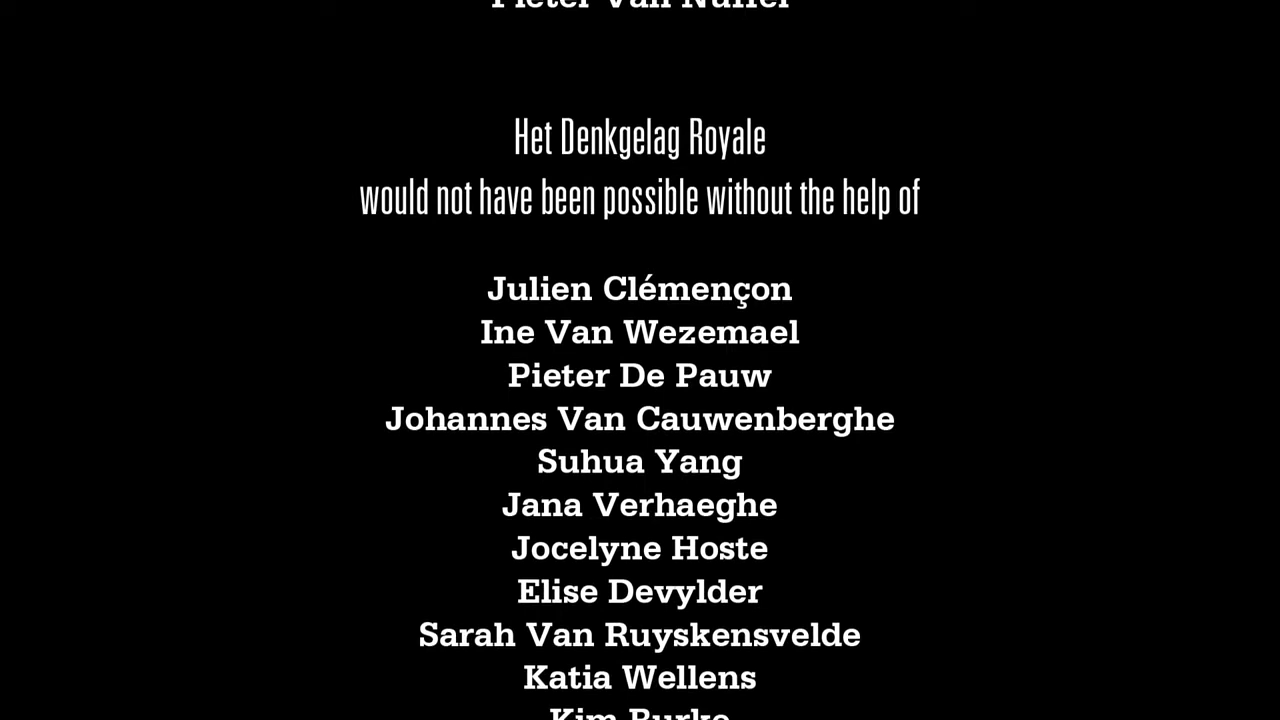 Pieter Van Nuffel
Het Denkgelag Royale
would not have been possible without the help of
Julien Clémençon
Ine Van Wezemael
Pieter De Pauw
Johannes Van Cauwenberghe
Suhua Yang
Jana Verhaeghe
Jocelyne Hoste
Elise Devylder
Sarah Van Ruyskensvelde
Katia Wellens
Kim